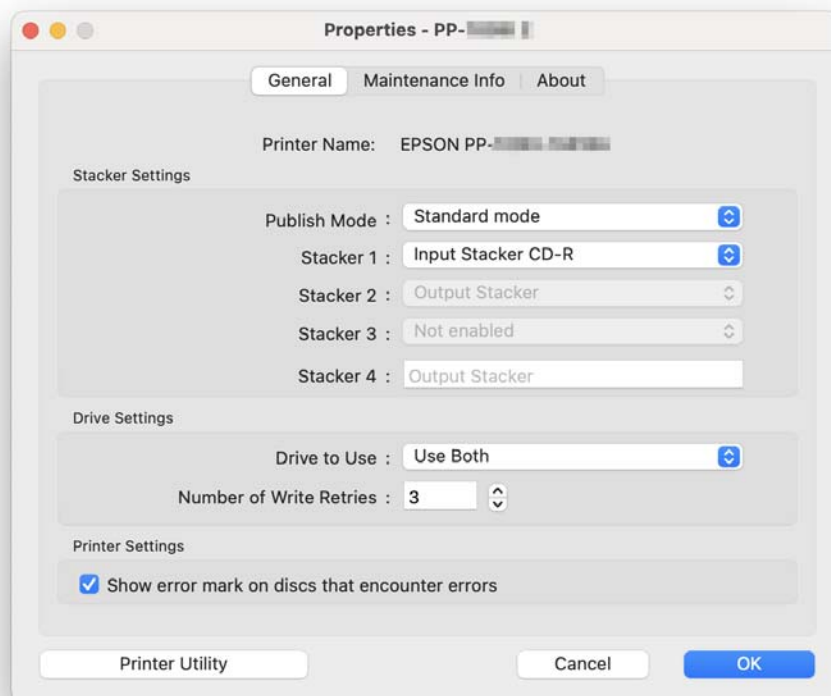 Properties - PP-
General Maintenance Info About
Printer Name: EPSON PP-
Stacker Settings
Publish Mode : Standard mode
Stacker 1 : Input Stacker CD-R
Stacker 2 : Output Stacker
Stacker 3 : Not enabled
Stacker 4 : Output Stacker
Drive Settings
Drive to Use : Use Both
Number of Write Retries : 3
Printer Settings
Show error mark on discs that encounter errors
Printer Utility Cancel OK